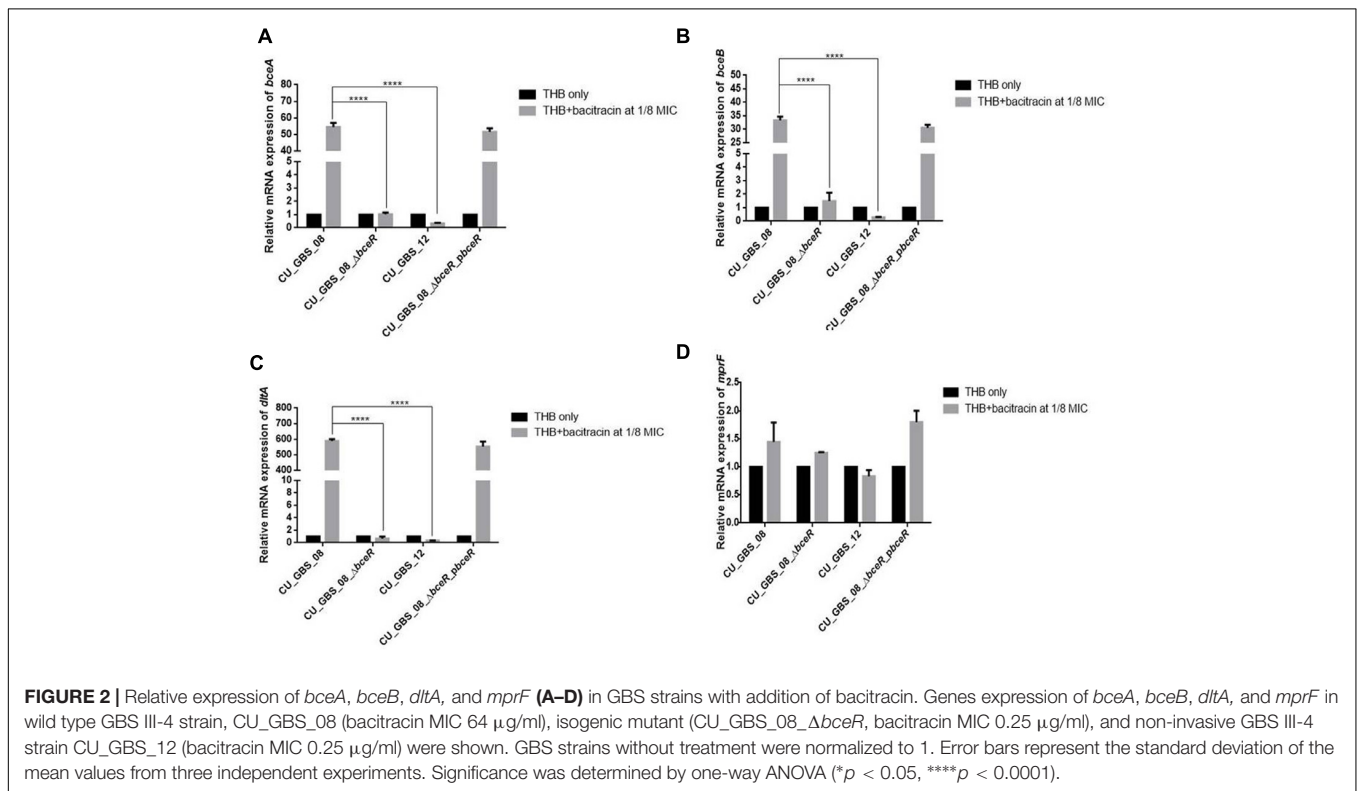 A
Relative mRNA expression of bceA
80
70
60
50
40
5
4
3
2
1
0
****
****
THB only
THB+bacitracin at 1/8 MIC
CU_GBS_08
CU_GBS_08_ΔbceR
CU_GBS_12
CU_GBS_08_ΔbceR_pbceR
B
Relative mRNA expression of bceB
50
45
40
35
30
25
5
4
3
2
1
0
****
****
THB only
THB+bacitracin at 1/8 MIC
CU_GBS_08
CU_GBS_08_ΔbceR
CU_GBS_12
CU_GBS_08_ΔbceR_pbceR
C
Relative mRNA expression of dltA
800
700
600
500
400
10
8
6
4
2
0
****
****
THB only
THB+bacitracin at 1/8 MIC
CU_GBS_08
CU_GBS_08_ΔbceR
CU_GBS_12
CU_GBS_08_ΔbceR_pbceR
D
Relative mRNA expression of mprF
2.5
2.0
1.5
1.0
0.5
0.0
THB only
THB+bacitracin at 1/8 MIC
CU_GBS_08
CU_GBS_08_ΔbceR
CU_GBS_12
CU_GBS_08_ΔbceR_pbceR
FIGURE 2 | Relative expression of bceA, bceB, dltA, and mprF (A–D) in GBS strains with addition of bacitracin. Genes expression of bceA, bceB, dltA, and mprF in
wild type GBS III-4 strain, CU_GBS_08 (bacitracin MIC 64 μg/ml), isogenic mutant (CU_GBS_08_ΔbceR, bacitracin MIC 0.25 μg/ml), and non-invasive GBS III-4
strain CU_GBS_12 (bacitracin MIC 0.25 μg/ml) were shown. GBS strains without treatment were normalized to 1. Error bars represent the standard deviation of the
mean values from three independent experiments. Significance was determined by one-way ANOVA (*p < 0.05, ****p < 0.0001).